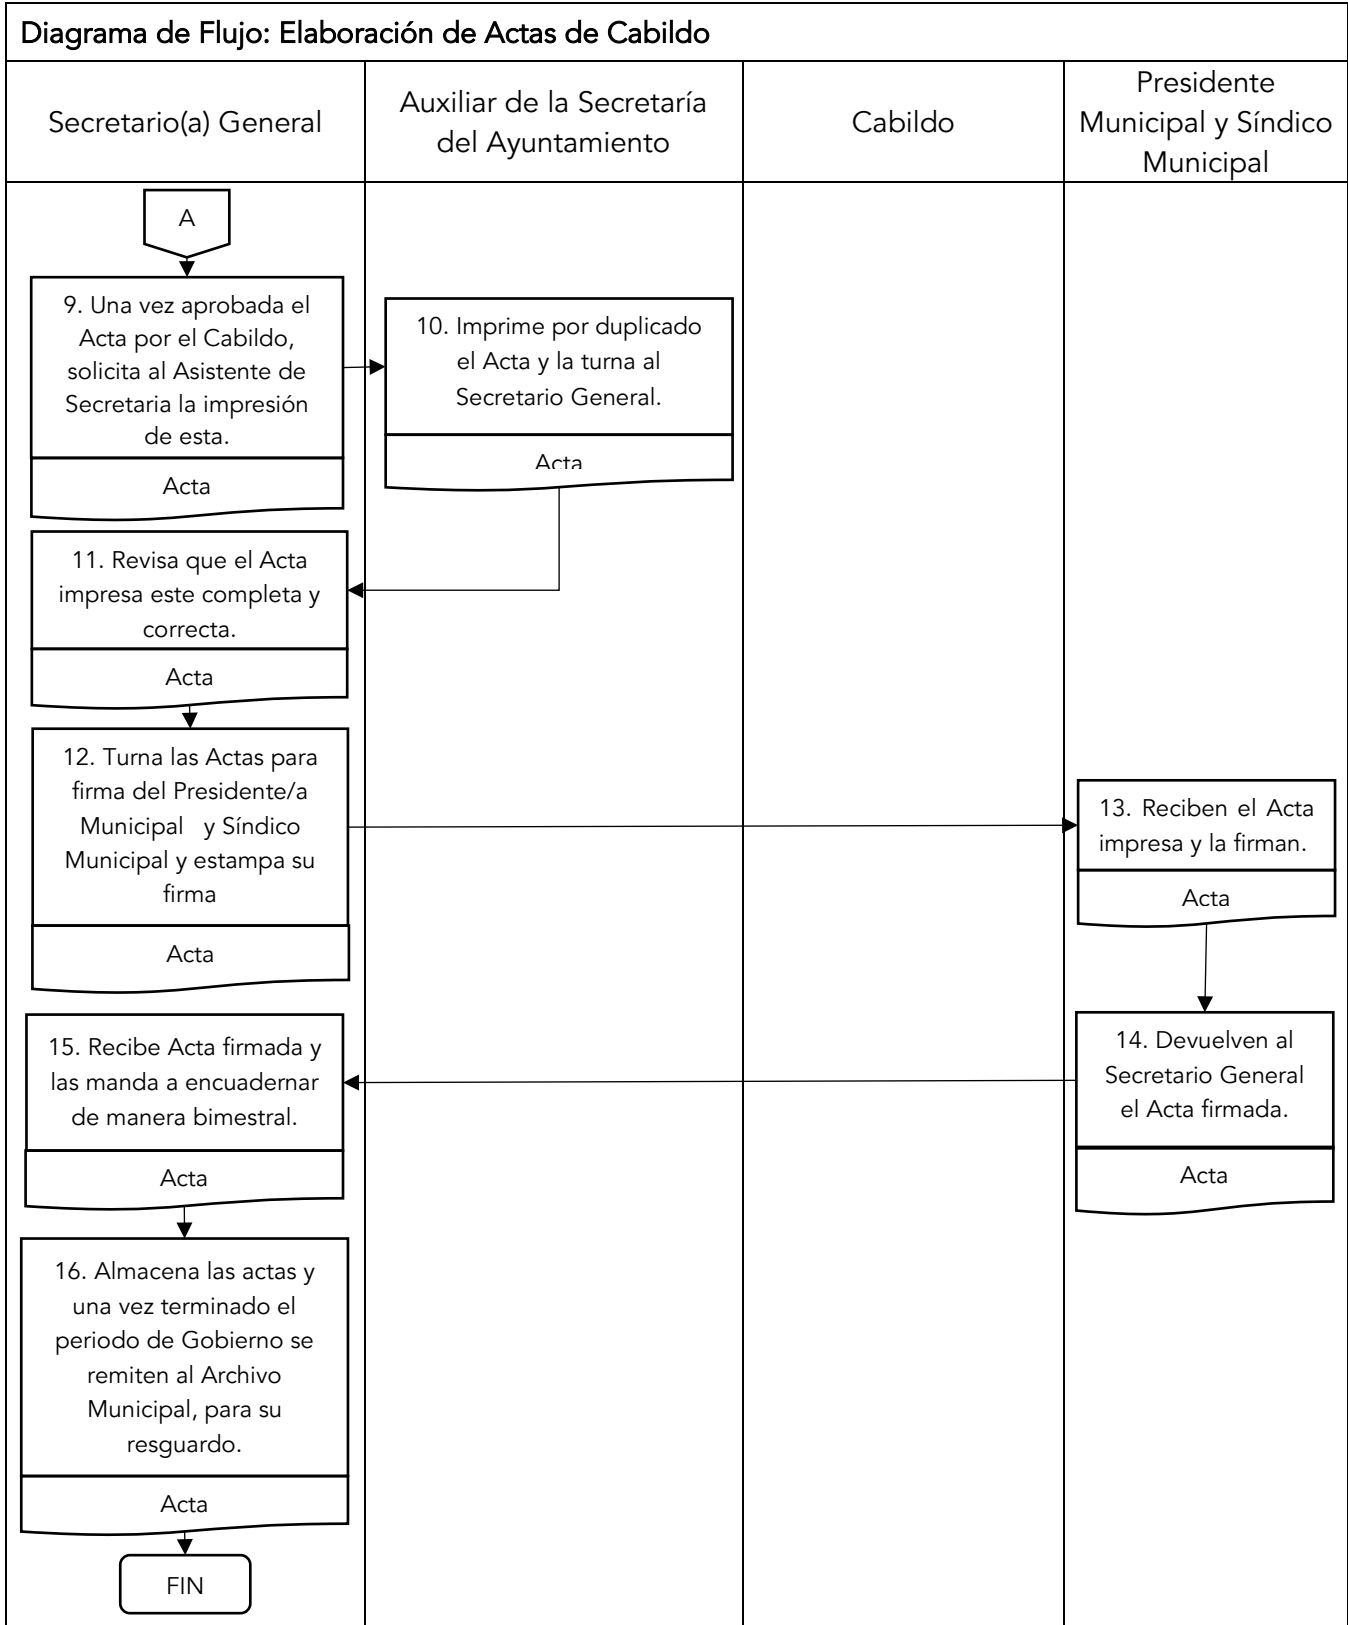 Diagrama de Flujo: Elaboración de Actas de Cabildo
Secretario(a) General
Auxiliar de la Secretaría
del Ayuntamiento
Cabildo
Presidente
Municipal y Síndico
Municipal
A
9. Una vez aprobada el
Acta por el Cabildo,
solicita al Asistente de
Secretaria la impresión
de esta.
Acta
10. Imprime por duplicado
el Acta y la turna al
Secretario General.
Acta
11. Revisa que el Acta
impresa este completa y
correcta.
Acta
12. Turna las Actas para
firma del Presidente/a
Municipal y Síndico
Municipal y estampa su
firma
Acta
13. Reciben el Acta
impresa y la firman.
Acta
14. Devuelven al
Secretario General
el Acta firmada.
Acta
15. Recibe Acta firmada y
las manda a encuadernar
de manera bimestral.
Acta
16. Almacena las actas y
una vez terminado el
periodo de Gobierno se
remiten al Archivo
Municipal, para su
resguardo.
Acta
FIN